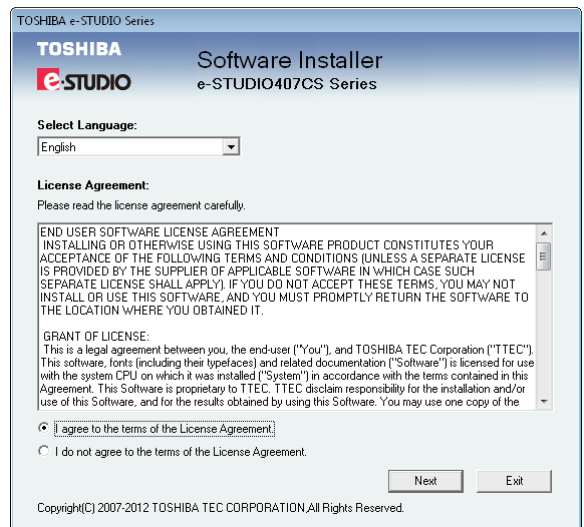 TOSHIBA e-STUDIO Series
TOSHIBA
e-STUDIO
Software Installer
e-STUDIO407CS Series
Select Language:
English
License Agreement:
Please read the license agreement carefully.
END USER SOFTWARE LICENSE AGREEMENT
INSTALLING OR OTHERWISE USING THIS SOFTWARE PRODUCT CONSTITUTES YOUR
ACCEPTANCE OF THE FOLLOWING TERMS AND CONDITIONS (UNLESS A SEPARATE LICENSE
IS PROVIDED BY THE SUPPLIER OF APPLICABLE SOFTWARE IN WHICH CASE SUCH
SEPARATE LICENSE SHALL APPLY). IF YOU DO NOT ACCEPT THESE TERMS, YOU MAY NOT
INSTALL OR USE THIS SOFTWARE, AND YOU MUST PROMPTLY RETURN THE SOFTWARE TO
THE LOCATION WHERE YOU OBTAINED IT.
GRANT OF LICENSE:
This is a legal agreement between you, the end-user ("You"), and TOSHIBA TEC Corporation ("TTEC").
This software, fonts (including their typefaces) and related documentation ("Software") is licensed for use
with the system CPU on which it was installed ("System") in accordance with the terms contained in this
Agreement. This Software is proprietary to TTEC. TTEC disclaim responsibility for the installation and/or
use of this Software, and for the results obtained by using this Software. You may use one copy of the
I agree to the terms of the License Agreement.
I do not agree to the terms of the License Agreement.
Next Exit
Copyright(C) 2007-2012 TOSHIBA TEC CORPORATION,All Rights Reserved.